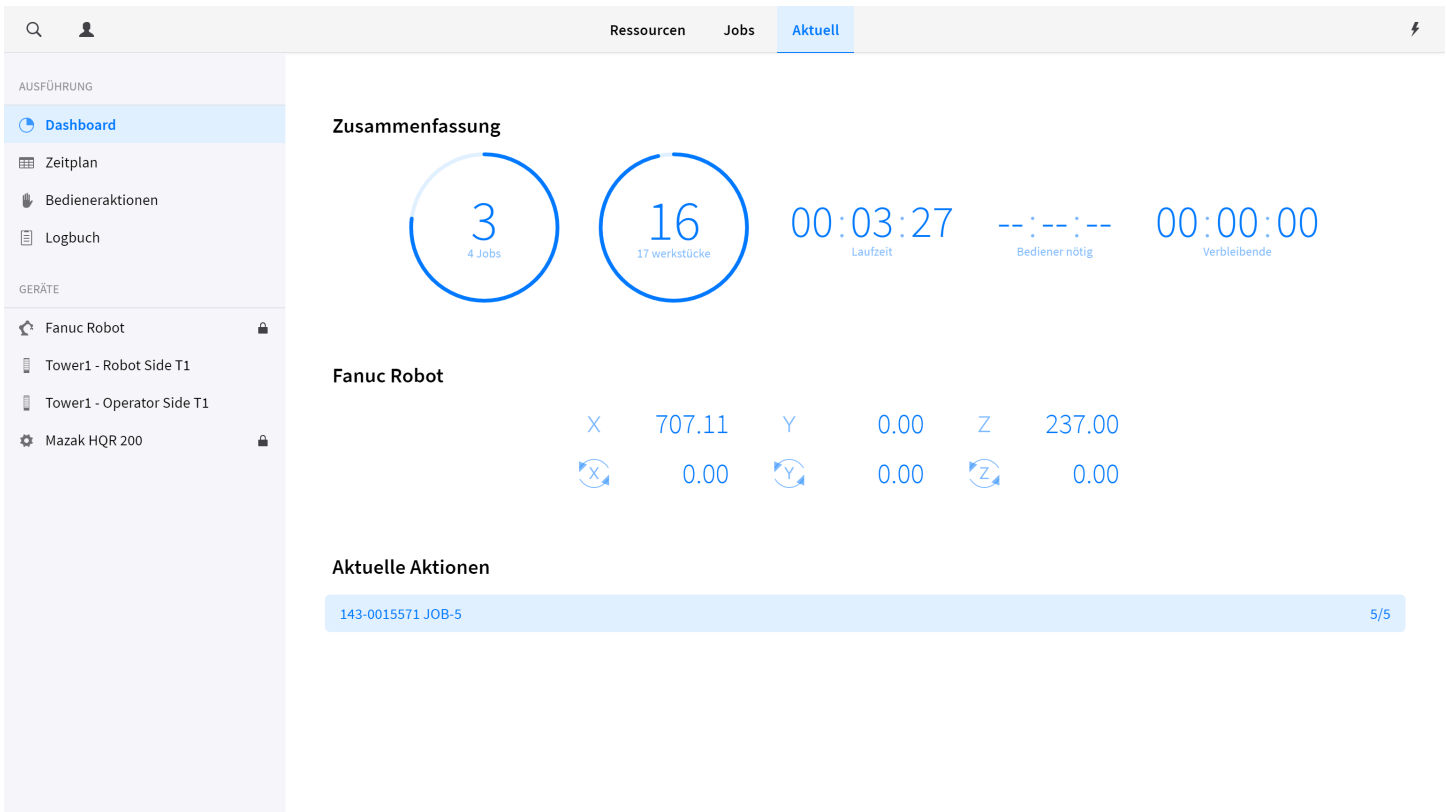 Ressourcen Jobs Aktuell
AUSFÜHRUNG
Dashboard
Zeitplan
Bedieneraktionen
Logbuch
GERÄTE
Fanuc Robot
Tower1 - Robot Side T1
Tower1 - Operator Side T1
Mazak HQR 200
Zusammenfassung
3
4 Jobs
16
17 werkstücke
00:03:27
Laufzeit
--:--:--
Bediener nötig
00:00:00
Verbleibende
Fanuc Robot
X 707.11 Y 0.00 Z 237.00
X 0.00 Y 0.00 Z 0.00
Aktuelle Aktionen
143-0015571 JOB-5 5/5